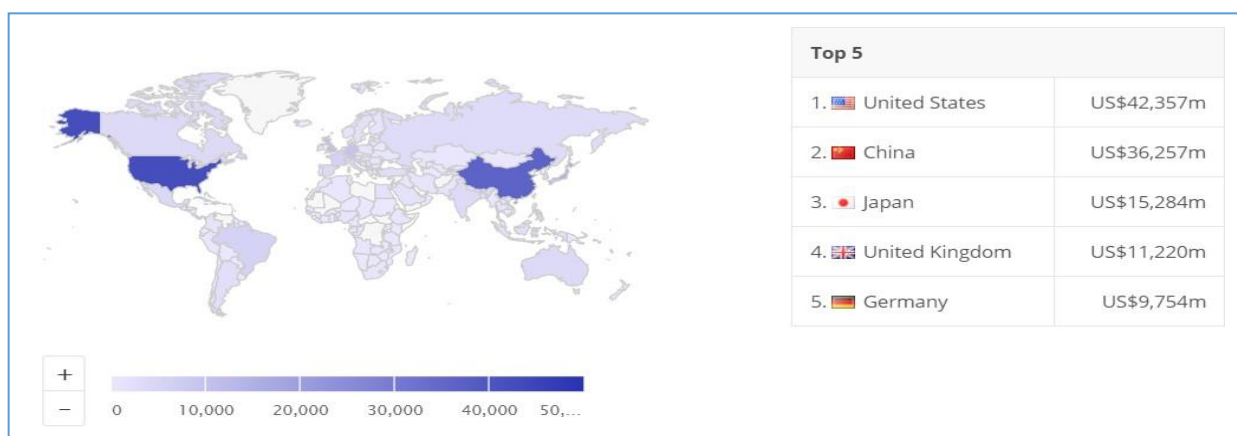 Top 5
1. United States US$42,357m
2. China US$36,257m
3. Japan US$15,284m
4. United Kingdom US$11,220m
5. Germany US$9,754m
+
−
0 10,000 20,000 30,000 40,000 50,...